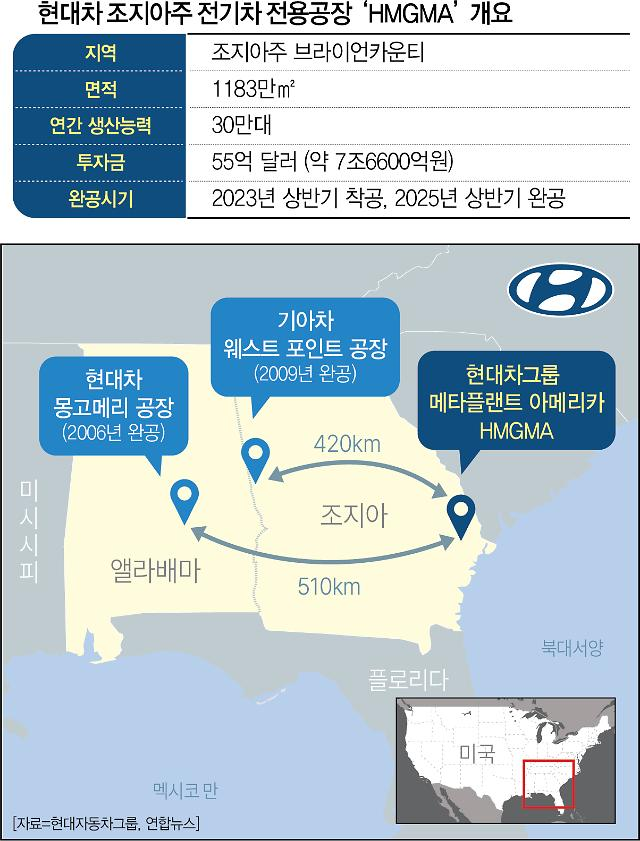 현대차 조지아주 전기차 전용공장 ‘HMGMA’ 개요
지역 조지아주 브라이언카운티
면적 1183만㎡
연간 생산능력 30만대
투자금 55억 달러 (약 7조6600억원)
완공시기 2023년 상반기 착공, 2025년 상반기 완공
기아차
웨스트 포인트 공장
(2009년 완공)
현대차
몽고메리 공장
(2006년 완공)
현대차그룹
메타플랜트 아메리카
HMGMA
420km
미시시피
조지아
앨라배마
510km
북대서양
플로리다
미국
멕시코 만
[자료=현대자동차그룹, 연합뉴스]